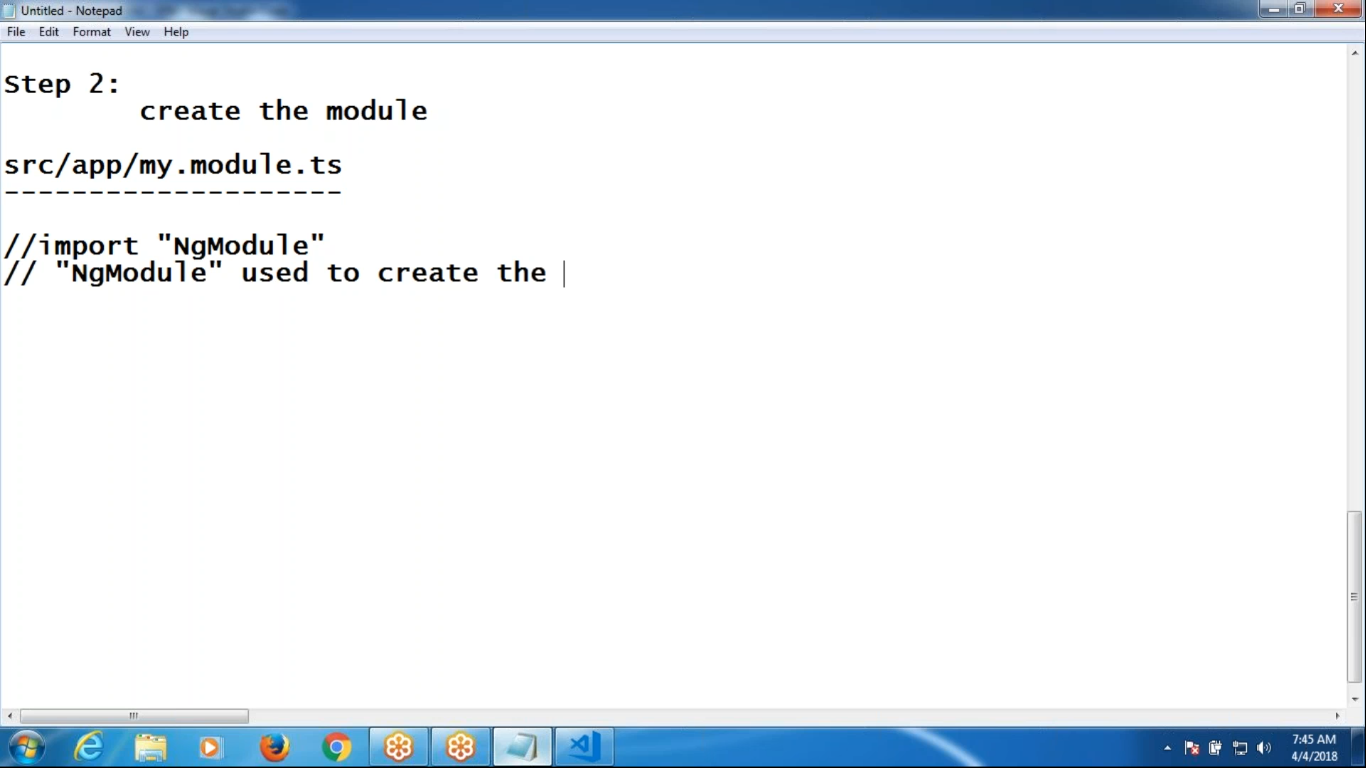 Untitled - Notepad
File Edit Format View Help
Step 2:
create the module
src/app/my.module.ts
--------------------
//import "NgModule"
// "NgModule" used to create the
7:45 AM
4/4/2018